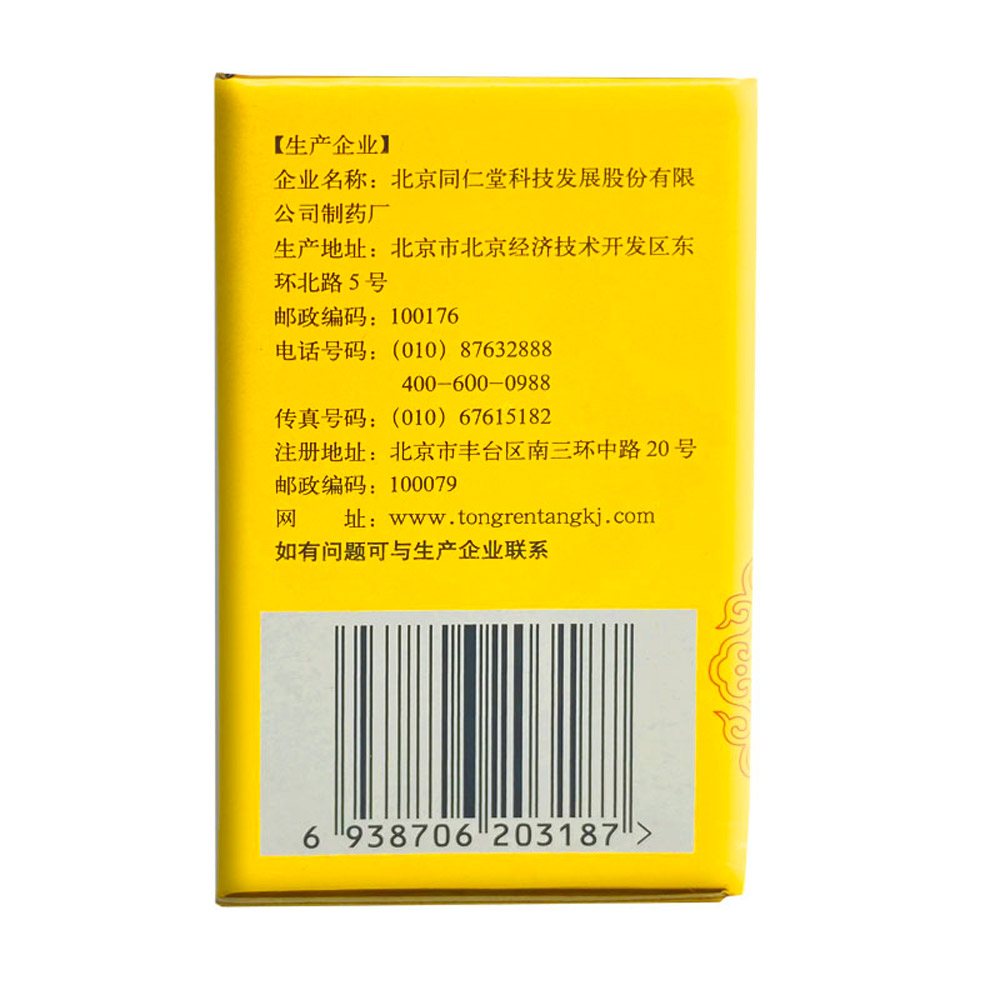 【生产企业】
企业名称：北京同仁堂科技发展股份有限
公司制药厂
生产地址：北京市北京经济技术开发区东
环北路 5 号
邮政编码：100176
电话号码：（010）87632888
400-600-0988
传真号码：（010）67615182
注册地址：北京市丰台区南三环中路 20 号
邮政编码：100079
网　　址：www.tongrentangkj.com
如有问题可与生产企业联系
6 938706 203187 >